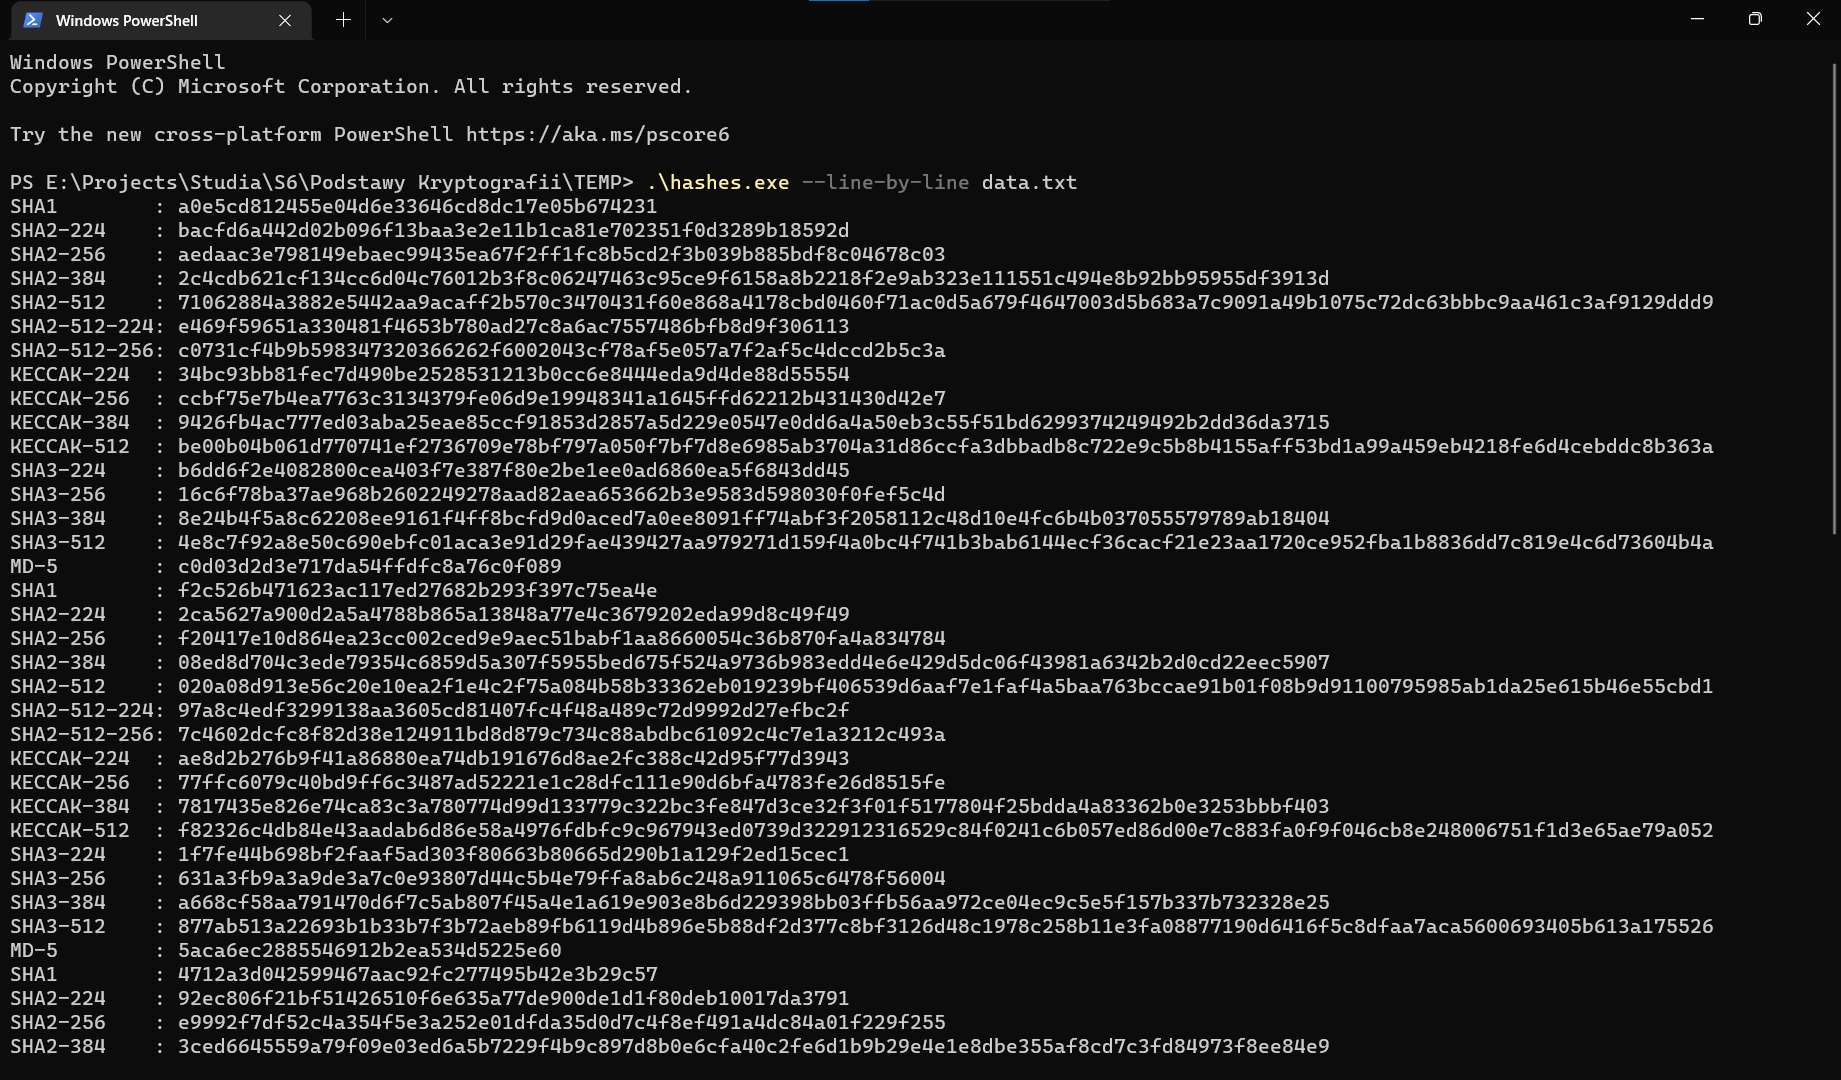 Windows PowerShell
Windows PowerShell
Copyright (C) Microsoft Corporation. All rights reserved.
Try the new cross-platform PowerShell https://aka.ms/pscore6
PS E:\Projects\Studia\S6\Podstawy Kryptografii\TEMP> .\hashes.exe --line-by-line data.txt
SHA1        : a0e5cd812455e04d6e33646cd8dc17e05b674231
SHA2-224    : bacfd6a442d02b096f13baa3e2e11b1ca81e702351f0d3289b18592d
SHA2-256    : aedaac3e798149ebaec99435ea67f2ff1fc8b5cd2f3b039b885bdf8c04678c03
SHA2-384    : 2c4cdb621cf134cc6d04c76012b3f8c06247463c95ce9f6158a8b2218f2e9ab323e111551c494e8b92bb95955df3913d
SHA2-512    : 71062884a3882e5442aa9acaff2b570c3470431f60e868a4178cbd0460f71ac0d5a679f4647003d5b683a7c9091a49b1075c72dc63bbbc9aa461c3af9129ddd9
SHA2-512-224: e469f59651a330481f4653b780ad27c8a6ac7557486bfb8d9f306113
SHA2-512-256: c0731cf4b9b598347320366262f6002043cf78af5e057a7f2af5c4dccd2b5c3a
KECCAK-224  : 34bc93bb81fec7d490be2528531213b0cc6e8444eda9d4de88d55554
KECCAK-256  : ccbf75e7b4ea7763c3134379fe06d9e19948341a1645ffd62212b431430d42e7
KECCAK-384  : 9426fb4ac777ed03aba25eae85ccf91853d2857a5d229e0547e0dd6a4a50eb3c55f51bd6299374249492b2dd36da3715
KECCAK-512  : be00b04b061d770741ef2736709e78bf797a050f7bf7d8e6985ab3704a31d86ccfa3dbbadb8c722e9c5b8b4155aff53bd1a99a459eb4218fe6d4cebddc8b363a
SHA3-224    : b6dd6f2e4082800cea403f7e387f80e2be1ee0ad6860ea5f6843dd45
SHA3-256    : 16c6f78ba37ae968b2602249278aad82aea653662b3e9583d598030f0fef5c4d
SHA3-384    : 8e24b4f5a8c62208ee9161f4ff8bcfd9d0aced7a0ee8091ff74abf3f2058112c48d10e4fc6b4b037055579789ab18404
SHA3-512    : 4e8c7f92a8e50c690ebfc01aca3e91d29fae439427aa979271d159f4a0bc4f741b3bab6144ecf36cacf21e23aa1720ce952fba1b8836dd7c819e4c6d73604b4a
MD-5        : c0d03d2d3e717da54ffdfc8a76c0f089
SHA1        : f2c526b471623ac117ed27682b293f397c75ea4e
SHA2-224    : 2ca5627a900d2a5a4788b865a13848a77e4c3679202eda99d8c49f49
SHA2-256    : f20417e10d864ea23cc002ced9e9aec51babf1aa8660054c36b870fa4a834784
SHA2-384    : 08ed8d704c3ede79354c6859d5a307f5955bed675f524a9736b983edd4e6e429d5dc06f43981a6342b2d0cd22eec5907
SHA2-512    : 020a08d913e56c20e10ea2f1e4c2f75a084b58b33362eb019239bf406539d6aaf7e1faf4a5baa763bccae91b01f08b9d91100795985ab1da25e615b46e55cbd1
SHA2-512-224: 97a8c4edf3299138aa3605cd81407fc4f48a489c72d9992d27efbc2f
SHA2-512-256: 7c4602dcfc8f82d38e124911bd8d879c734c88abdbc61092c4c7e1a3212c493a
KECCAK-224  : ae8d2b276b9f41a86880ea74db191676d8ae2fc388c42d95f77d3943
KECCAK-256  : 77ffc6079c40bd9ff6c3487ad52221e1c28dfc111e90d6bfa4783fe26d8515fe
KECCAK-384  : 7817435e826e74ca83c3a780774d99d133779c322bc3fe847d3ce32f3f01f5177804f25bdda4a83362b0e3253bbbf403
KECCAK-512  : f82326c4db84e43aadab6d86e58a4976fdbfc9c967943ed0739d322912316529c84f0241c6b057ed86d00e7c883fa0f9f046cb8e248006751f1d3e65ae79a052
SHA3-224    : 1f7fe44b698bf2faaf5ad303f80663b80665d290b1a129f2ed15cec1
SHA3-256    : 631a3fb9a3a9de3a7c0e93807d44c5b4e79ffa8ab6c248a911065c6478f56004
SHA3-384    : a668cf58aa791470d6f7c5ab807f45a4e1a619e903e8b6d229398bb03ffb56aa972ce04ec9c5e5f157b337b732328e25
SHA3-512    : 877ab513a22693b1b33b7f3b72aeb89fb6119d4b896e5b88df2d377c8bf3126d48c1978c258b11e3fa08877190d6416f5c8dfaa7aca5600693405b613a175526
MD-5        : 5aca6ec2885546912b2ea534d5225e60
SHA1        : 4712a3d042599467aac92fc277495b42e3b29c57
SHA2-224    : 92ec806f21bf51426510f6e635a77de900de1d1f80deb10017da3791
SHA2-256    : e9992f7df52c4a354f5e3a252e01dfda35d0d7c4f8ef491a4dc84a01f229f255
SHA2-384    : 3ced6645559a79f09e03ed6a5b7229f4b9c897d8b0e6cfa40c2fe6d1b9b29e4e1e8dbe355af8cd7c3fd84973f8ee84e9